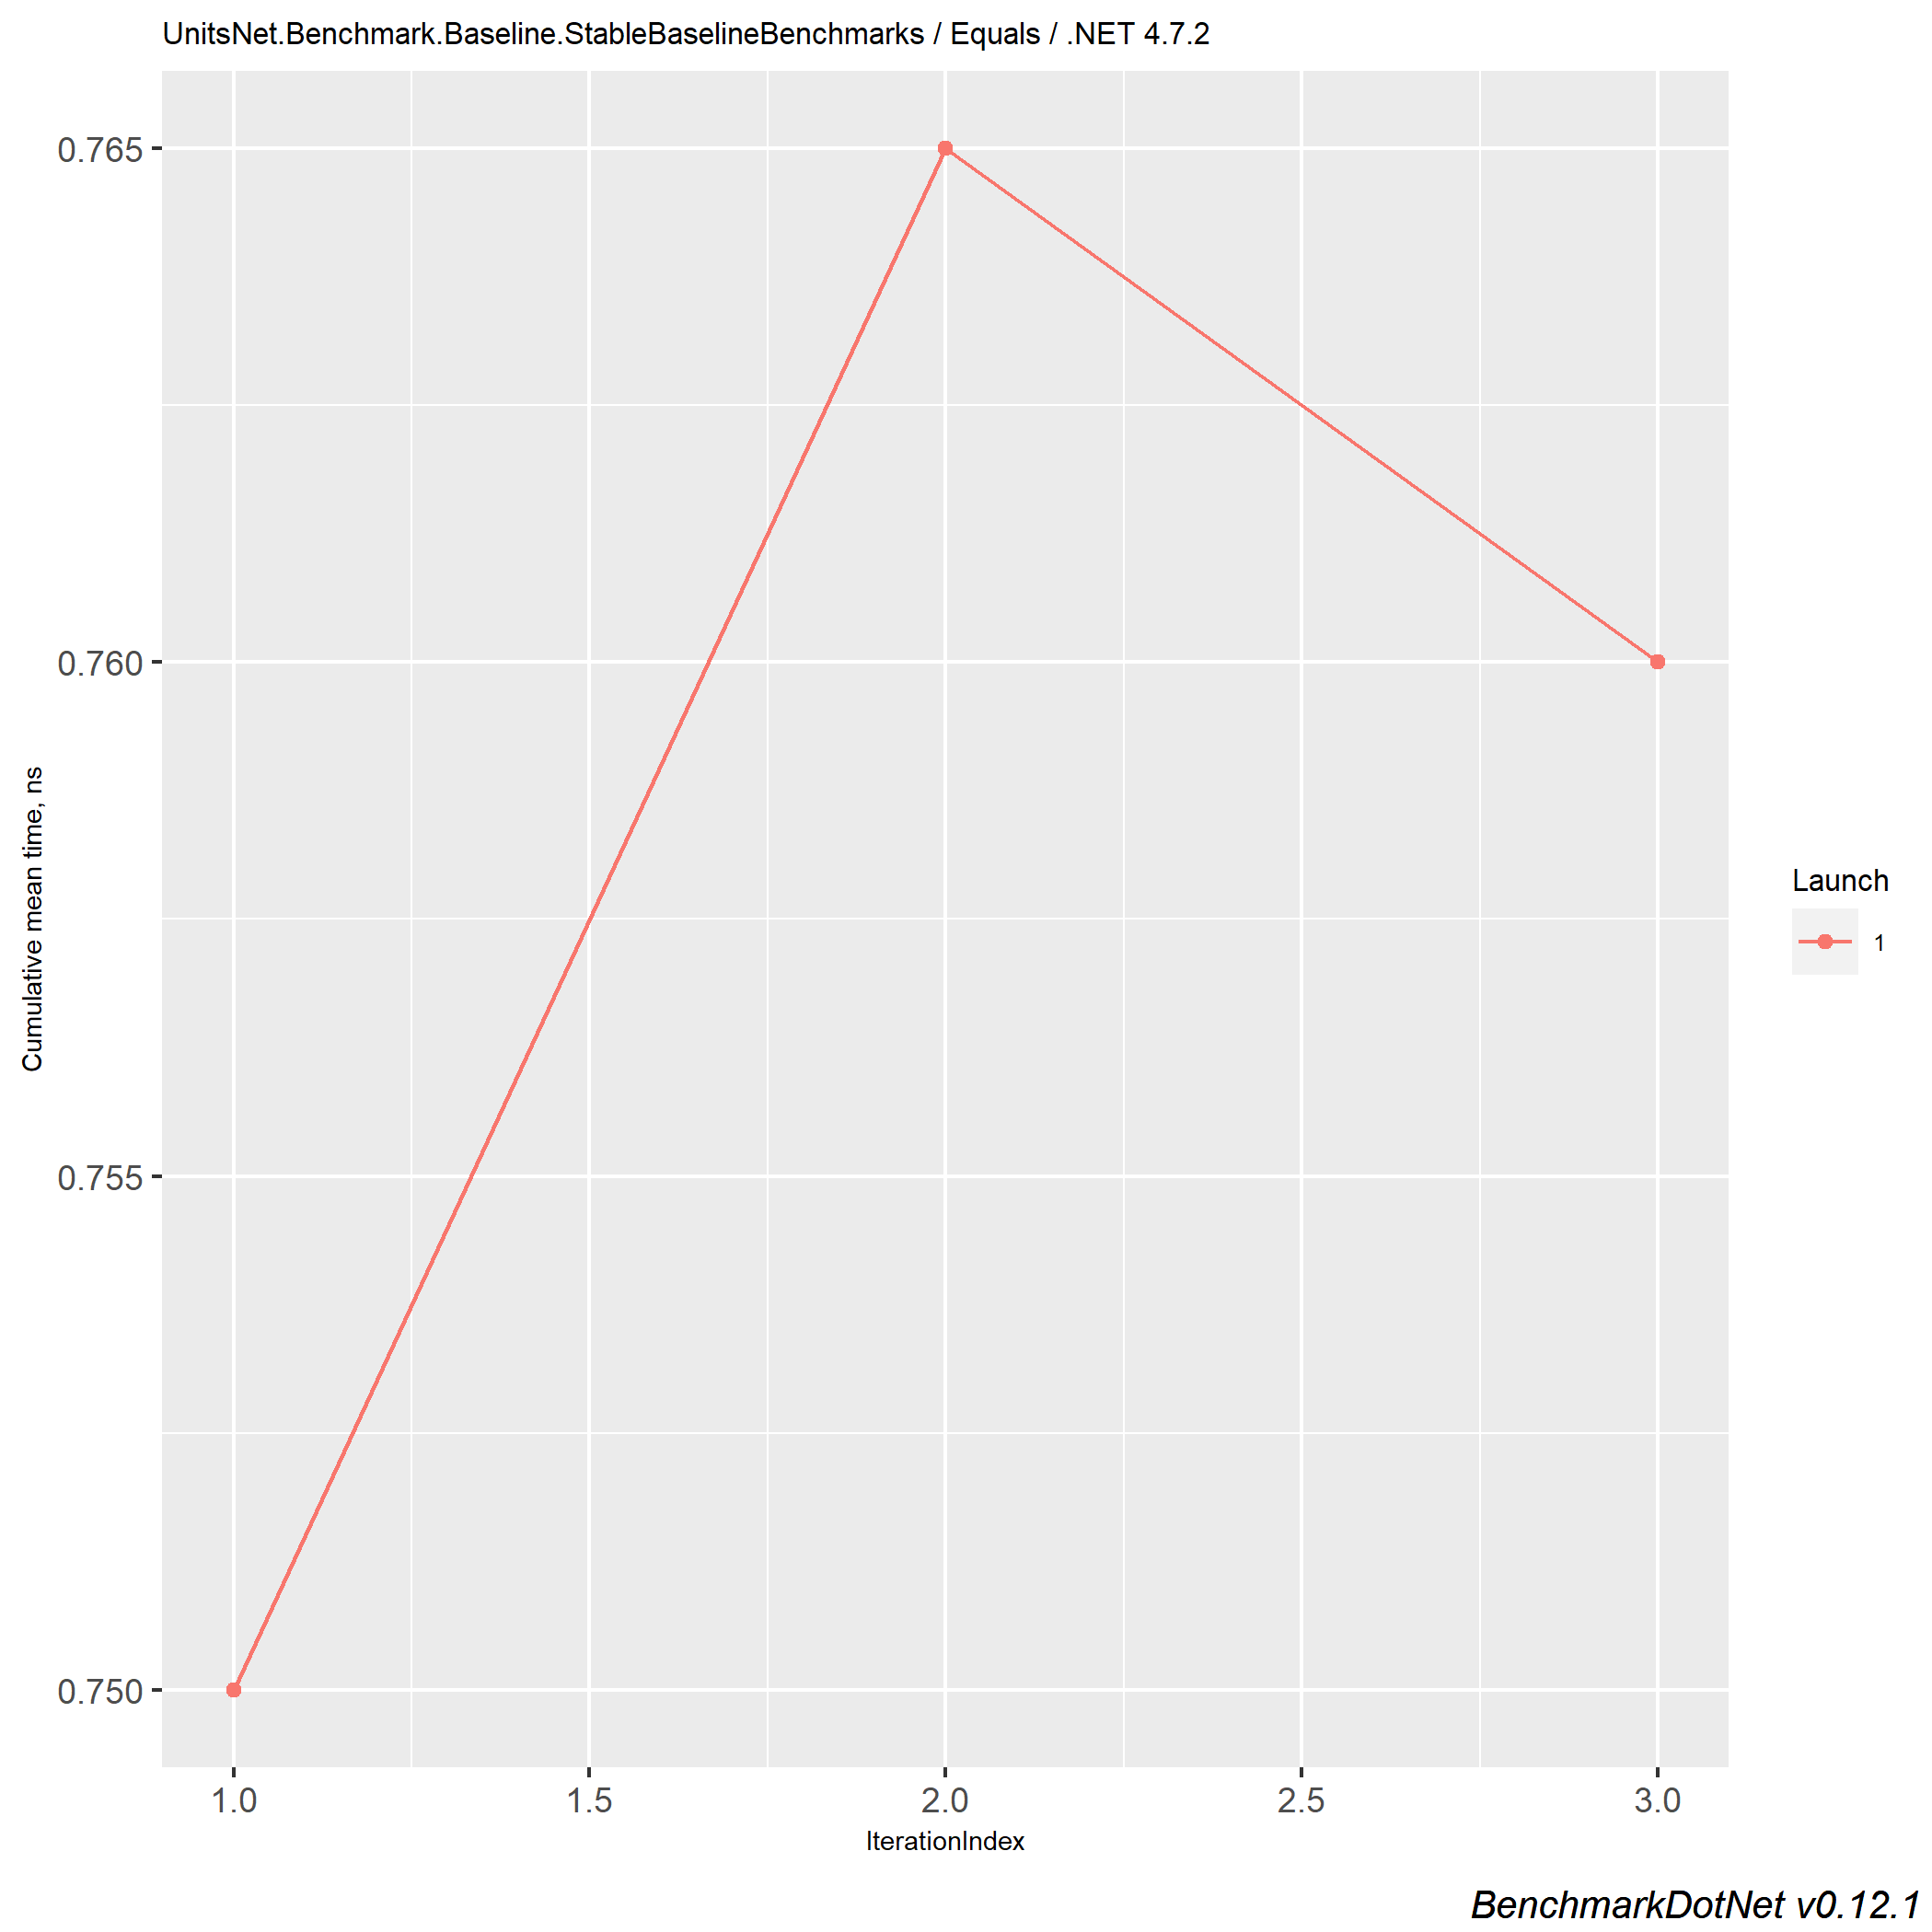 UnitsNet.Benchmark.Baseline.StableBaselineBenchmarks / Equals / .NET 4.7.2
Cumulative mean time, ns
0.765
0.760
0.755
0.750
1.0 1.5 2.0 2.5 3.0
IterationIndex
Launch
1
BenchmarkDotNet v0.12.1